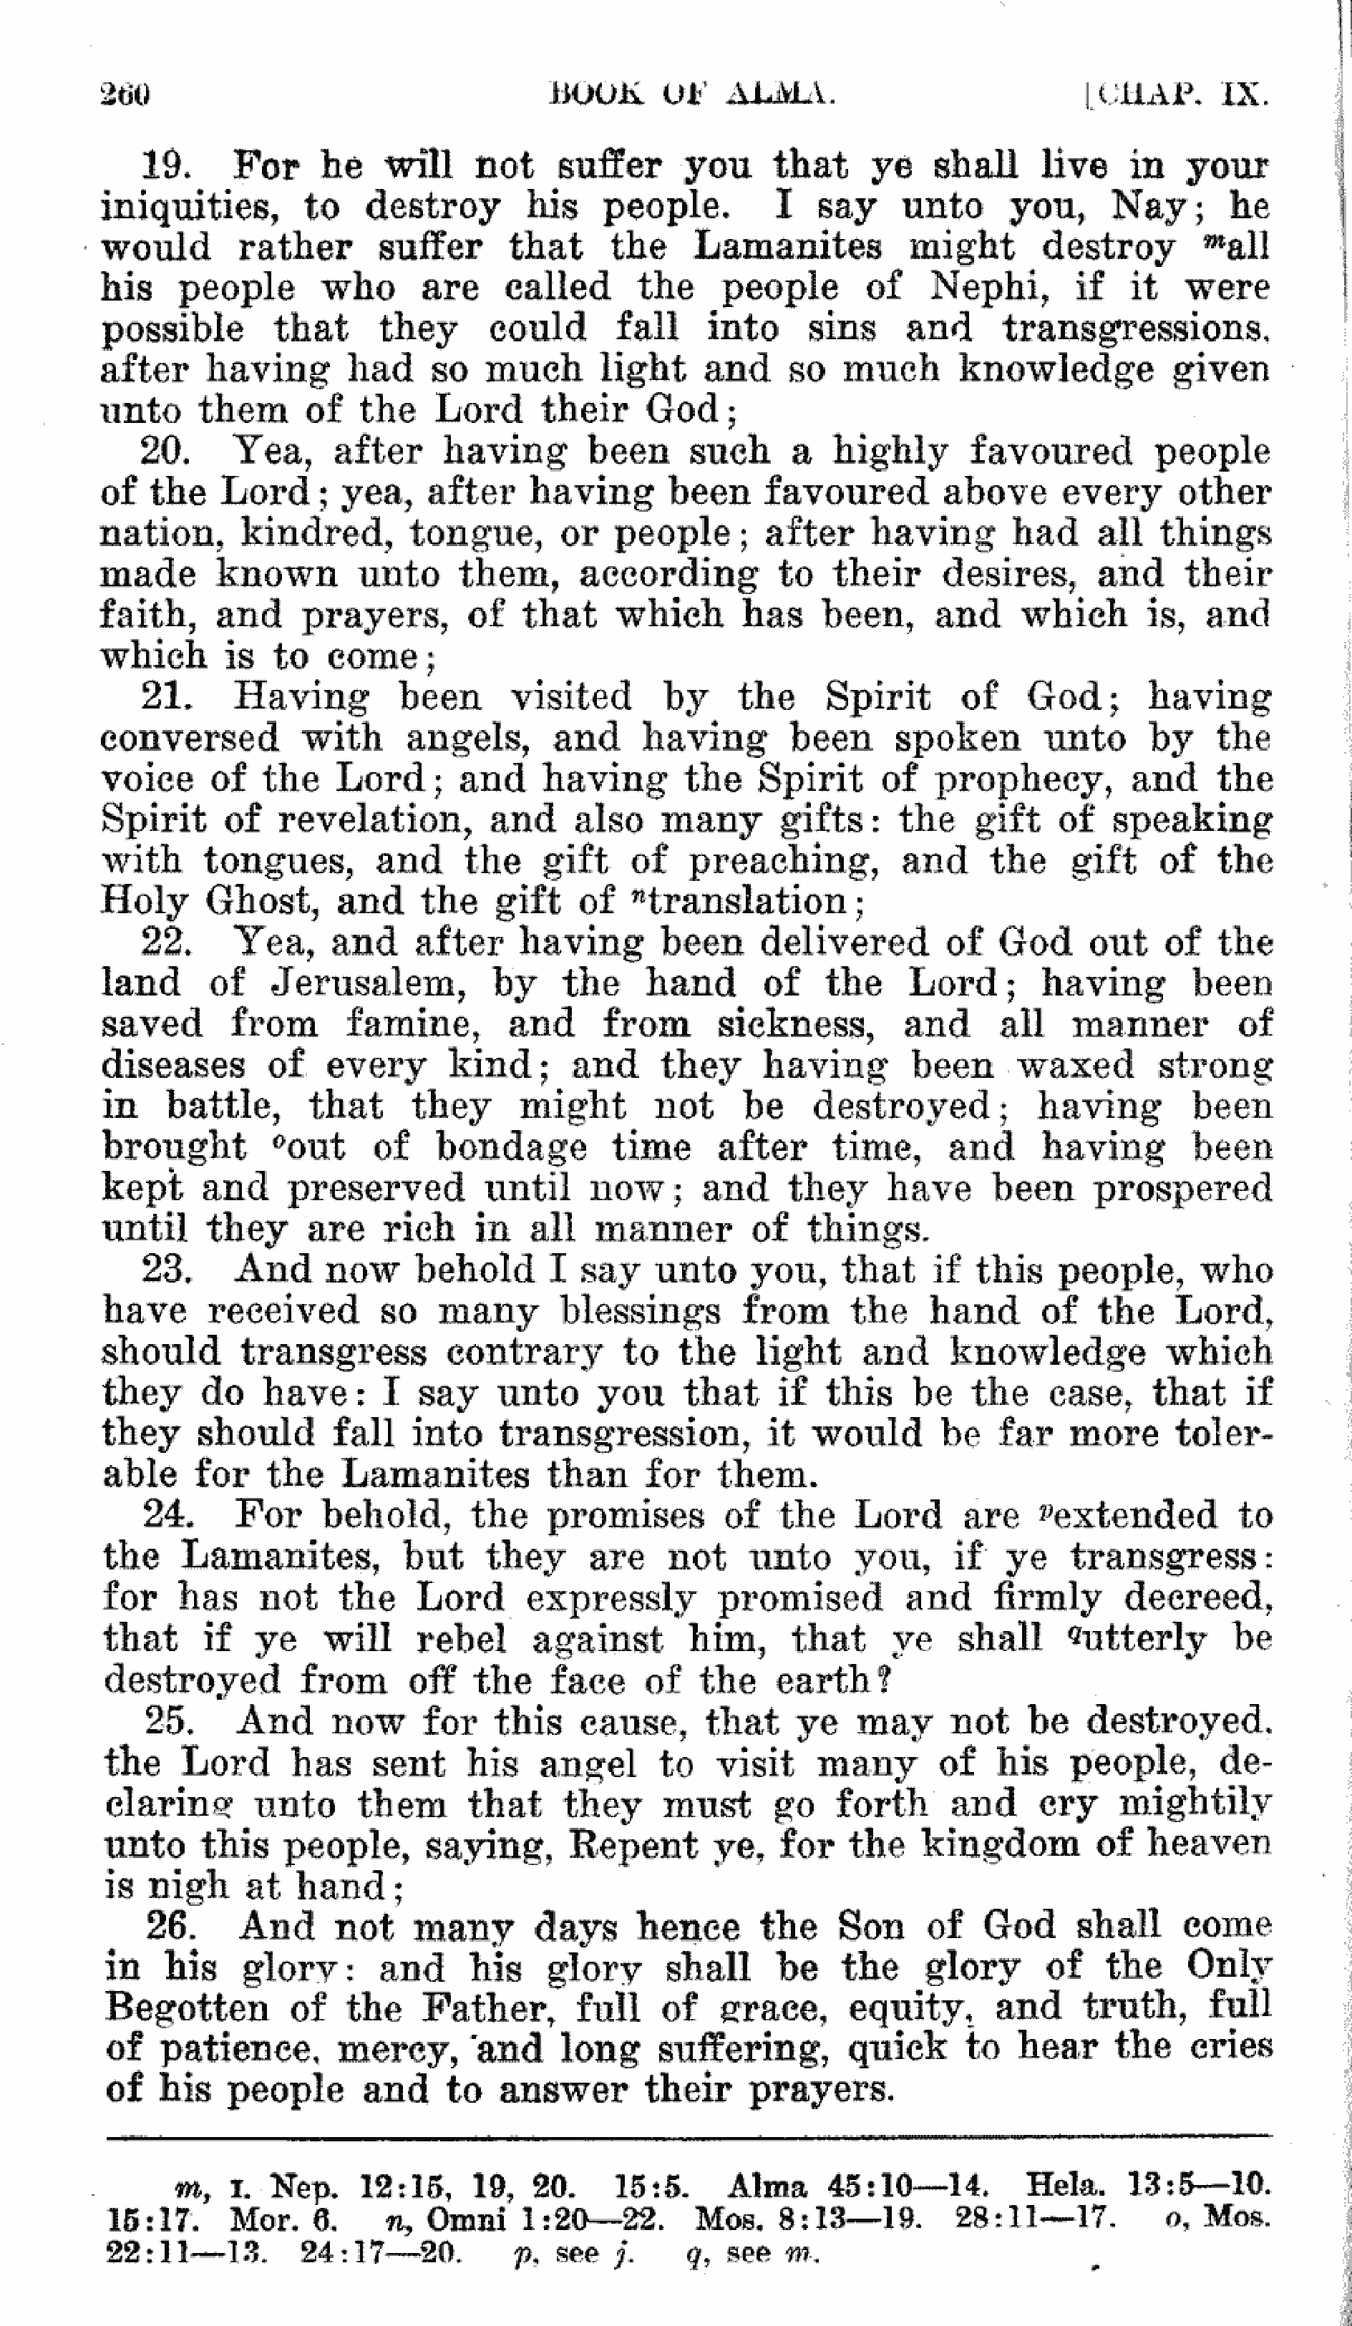 260 BOOK OF ALMA. [CHAP. IX.
19. For he will not suffer you that ye shall live in your
iniquities, to destroy his people. I say unto you, Nay; he
would rather suffer that the Lamanites might destroy ᵐall
his people who are called the people of Nephi, if it were
possible that they could fall into sins and transgressions.
after having had so much light and so much knowledge given
unto them of the Lord their God;
20. Yea, after having been such a highly favoured people
of the Lord; yea, after having been favoured above every other
nation, kindred, tongue, or people; after having had all things
made known unto them, according to their desires, and their
faith, and prayers, of that which has been, and which is, and
which is to come;
21. Having been visited by the Spirit of God; having
conversed with angels, and having been spoken unto by the
voice of the Lord; and having the Spirit of prophecy, and the
Spirit of revelation, and also many gifts: the gift of speaking
with tongues, and the gift of preaching, and the gift of the
Holy Ghost, and the gift of ⁿtranslation;
22. Yea, and after having been delivered of God out of the
land of Jerusalem, by the hand of the Lord; having been
saved from famine, and from sickness, and all manner of
diseases of every kind; and they having been waxed strong
in battle, that they might not be destroyed; having been
brought ᵒout of bondage time after time, and having been
kept and preserved until now; and they have been prospered
until they are rich in all manner of things.
23. And now behold I say unto you, that if this people, who
have received so many blessings from the hand of the Lord,
should transgress contrary to the light and knowledge which
they do have: I say unto you that if this be the case, that if
they should fall into transgression, it would be far more toler-
able for the Lamanites than for them.
24. For behold, the promises of the Lord are ᵖextended to
the Lamanites, but they are not unto you, if ye transgress:
for has not the Lord expressly promised and firmly decreed,
that if ye will rebel against him, that ye shall qutterly be
destroyed from off the face of the earth?
25. And now for this cause, that ye may not be destroyed.
the Lord has sent his angel to visit many of his people, de-
claring unto them that they must go forth and cry mightily
unto this people, saying, Repent ye, for the kingdom of heaven
is nigh at hand;
26. And not many days hence the Son of God shall come
in his glory: and his glory shall be the glory of the Only
Begotten of the Father, full of grace, equity, and truth, full
of patience, mercy, and long suffering, quick to hear the cries
of his people and to answer their prayers.
m, I. Nep. 12:15, 19, 20. 15:5. Alma 45:10—14. Hela. 13:5—10.
15:17. Mor. 6. n, Omni 1:20—22. Mos. 8:13—19. 28:11—17. o, Mos.
22:11—13. 24:17—20. p, see j. q, see m.